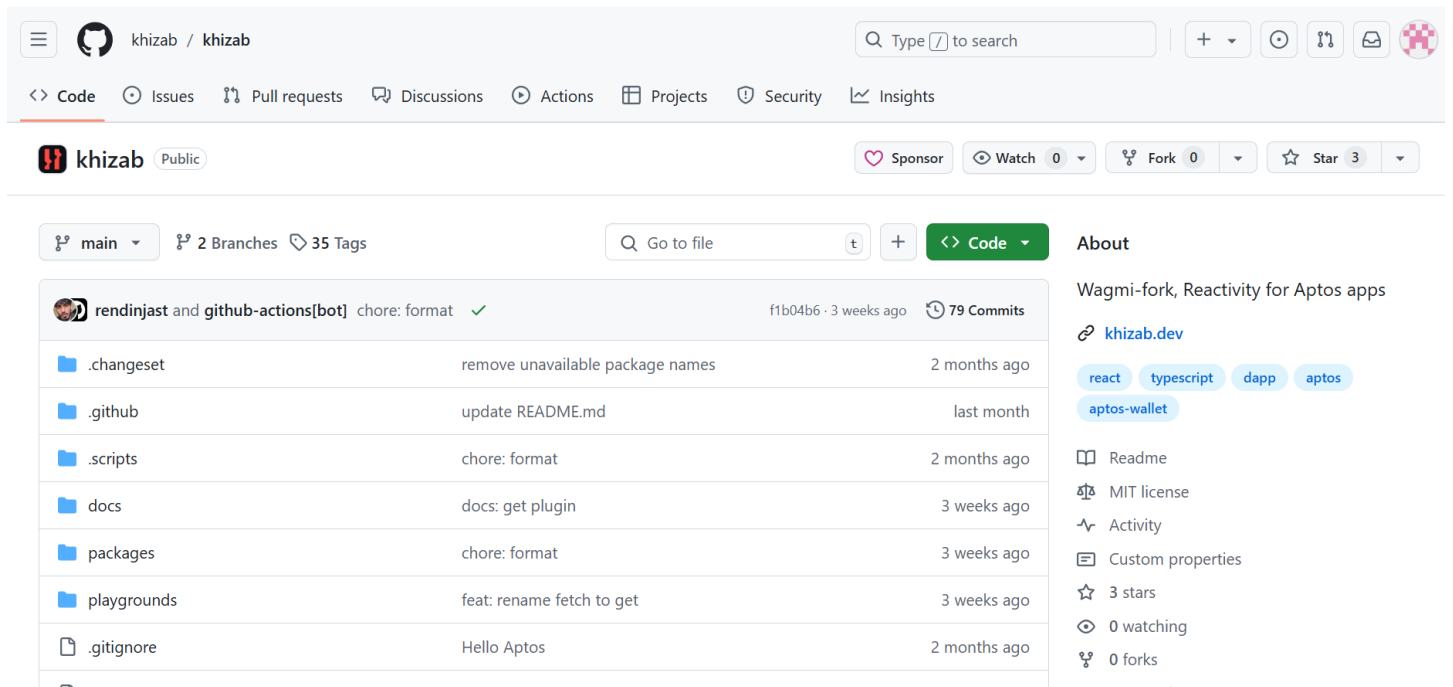 khizab / khizab
Type / to search
Code Issues Pull requests Discussions Actions Projects Security Insights
khizab Public
Sponsor Watch 0 Fork 0 Star 3
main 2 Branches 35 Tags Go to file t Code
rendinjast and github-actions[bot] chore: format f1b04b6 · 3 weeks ago 79 Commits
.changeset remove unavailable package names 2 months ago
.github update README.md last month
.scripts chore: format 2 months ago
docs docs: get plugin 3 weeks ago
packages chore: format 3 weeks ago
playgrounds feat: rename fetch to get 3 weeks ago
.gitignore Hello Aptos 2 months ago
About
Wagmi-fork, Reactivity for Aptos apps
khizab.dev
react typescript dapp aptos
aptos-wallet
Readme
MIT license
Activity
Custom properties
3 stars
0 watching
0 forks